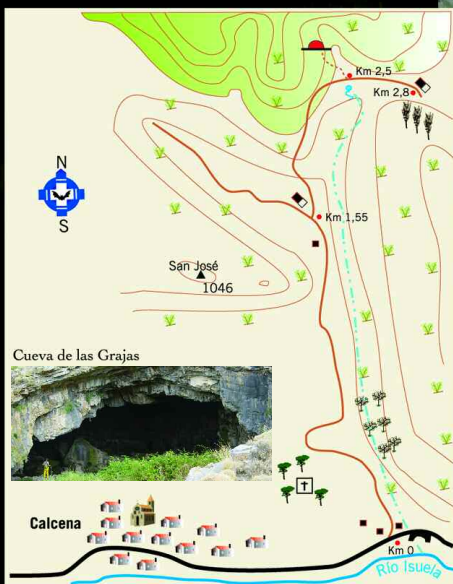 Km 2,5
Km 2,8
N
S
Km 1,55
San José
1046
Cueva de las Grajas
Calcena
Km 0
Río Isuela